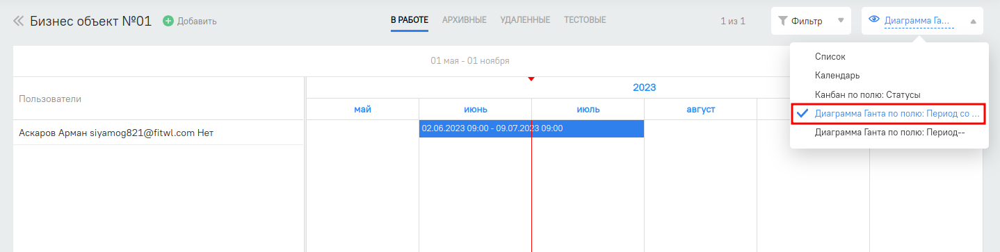 Бизнес объект №01
Добавить
В РАБОТЕ АРХИВНЫЕ УДАЛЕННЫЕ ТЕСТОВЫЕ
1 из 1
Фильтр
Диаграмма Га...
Список
Календарь
Канбан по полю: Статусы
Диаграмма Ганта по полю: Период со ...
Диаграмма Ганта по полю: Период--
01 мая - 01 ноября
Пользователи
2023
май июнь июль август
Аскаров Арман siyamog821@fitwl.com Нет
02.06.2023 09:00 - 09.07.2023 09:00